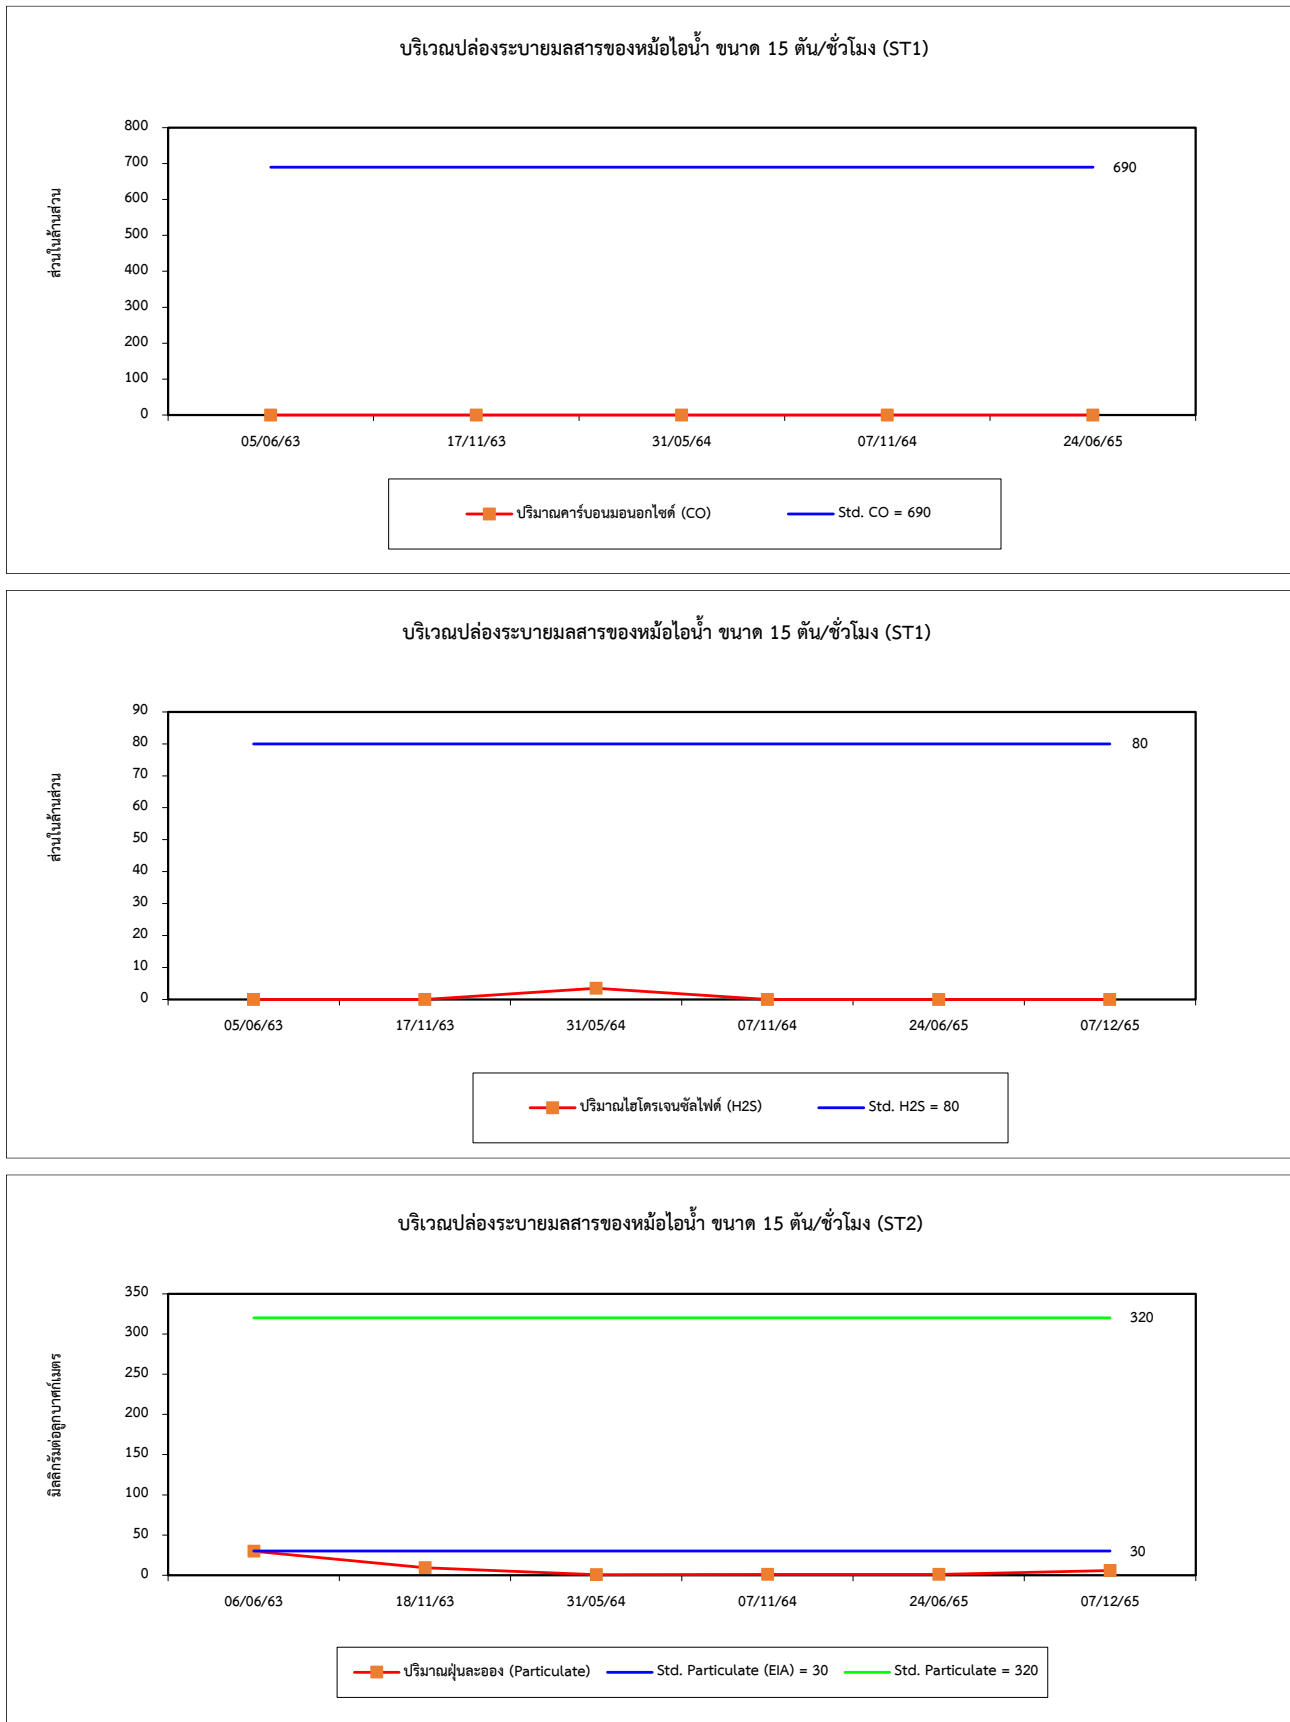 บริเวณปล่องระบายมลสารของหม้อไอน้ำ ขนาด 15 ตัน/ชั่วโมง (ST1)
ส่วนในล้านส่วน
800
700
600
500
400
300
200
100
0
690
05/06/63 17/11/63 31/05/64 07/11/64 24/06/65
ปริมาณคาร์บอนมอนอกไซด์ (CO) Std. CO = 690
บริเวณปล่องระบายมลสารของหม้อไอน้ำ ขนาด 15 ตัน/ชั่วโมง (ST1)
ส่วนในล้านส่วน
90
80
70
60
50
40
30
20
10
0
80
05/06/63 17/11/63 31/05/64 07/11/64 24/06/65 07/12/65
ปริมาณไฮโดรเจนซัลไฟด์ (H2S) Std. H2S = 80
บริเวณปล่องระบายมลสารของหม้อไอน้ำ ขนาด 15 ตัน/ชั่วโมง (ST2)
มิลลิกรัมต่อลูกบาศก์เมตร
350
300
250
200
150
100
50
0
320
30
06/06/63 18/11/63 31/05/64 07/11/64 24/06/65 07/12/65
ปริมาณฝุ่นละออง (Particulate) Std. Particulate (EIA) = 30 Std. Particulate = 320